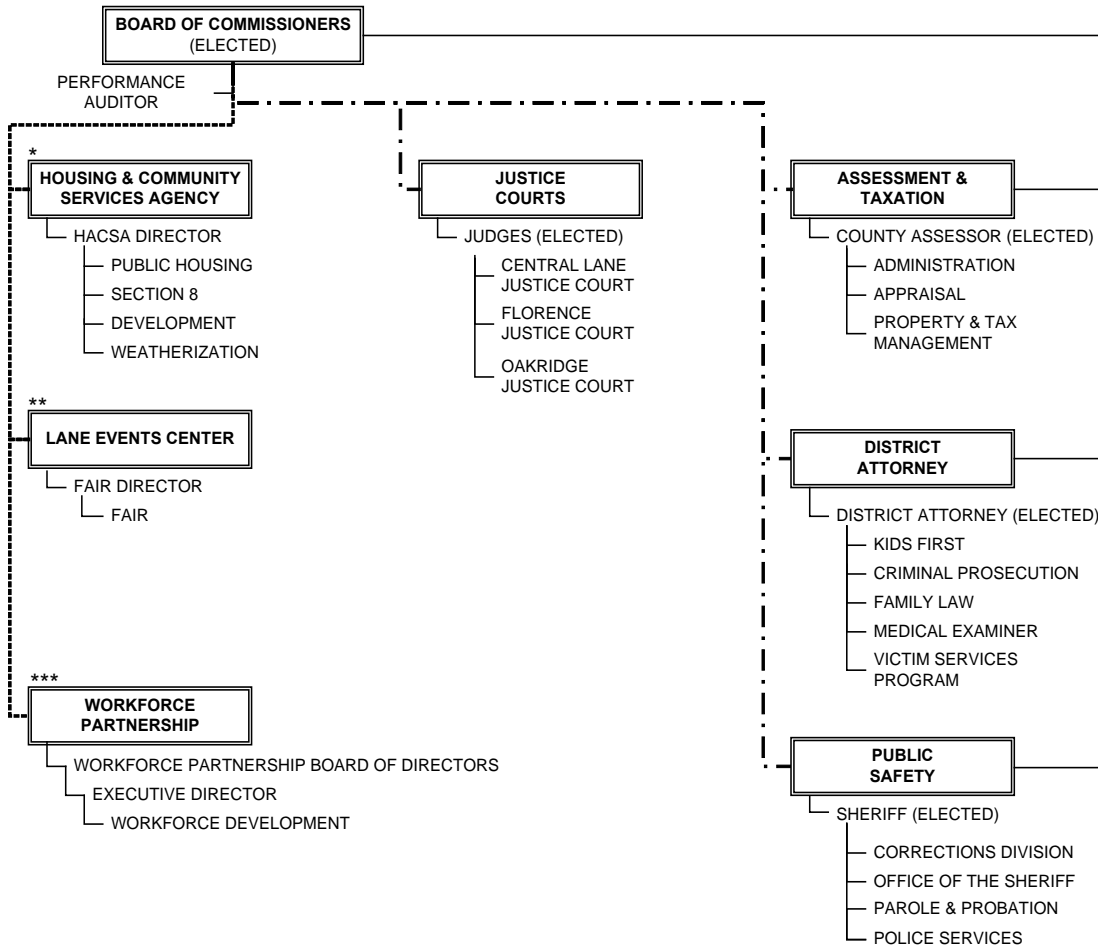 BOARD OF COMMISSIONERS
(ELECTED)
PERFORMANCE
AUDITOR
*
HOUSING & COMMUNITY
SERVICES AGENCY
HACSA DIRECTOR
PUBLIC HOUSING
SECTION 8
DEVELOPMENT
WEATHERIZATION
**
LANE EVENTS CENTER
FAIR DIRECTOR
FAIR
***
WORKFORCE
PARTNERSHIP
WORKFORCE PARTNERSHIP BOARD OF DIRECTORS
EXECUTIVE DIRECTOR
WORKFORCE DEVELOPMENT
JUSTICE
COURTS
JUDGES (ELECTED)
CENTRAL LANE
JUSTICE COURT
FLORENCE
JUSTICE COURT
OAKRIDGE
JUSTICE COURT
ASSESSMENT &
TAXATION
COUNTY ASSESSOR (ELECTED)
ADMINISTRATION
APPRAISAL
PROPERTY & TAX
MANAGEMENT
DISTRICT
ATTORNEY
DISTRICT ATTORNEY (ELECTED)
KIDS FIRST
CRIMINAL PROSECUTION
FAMILY LAW
MEDICAL EXAMINER
VICTIM SERVICES
PROGRAM
PUBLIC
SAFETY
SHERIFF (ELECTED)
CORRECTIONS DIVISION
OFFICE OF THE SHERIFF
PAROLE & PROBATION
POLICE SERVICES